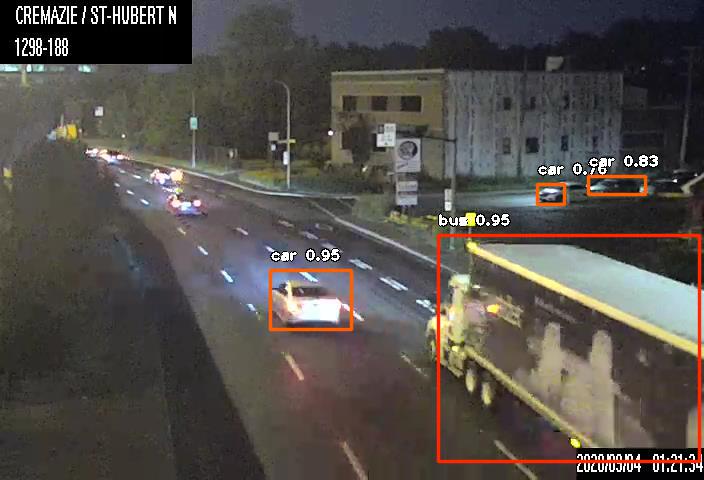 CREMAZIE / ST-HUBERT N
1298-188
car 0.76
car 0.83
bus 0.95
car 0.95
2020/09/04 01:21:34